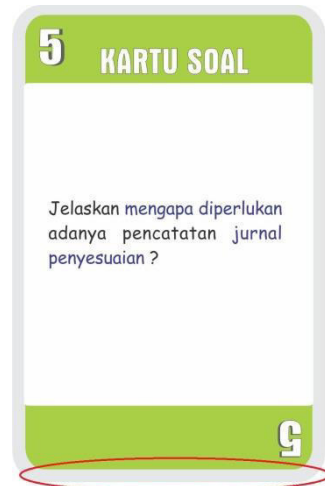 5 KARTU SOAL
Jelaskan mengapa diperlukan
adanya pencatatan jurnal
penyesuaian ?
5